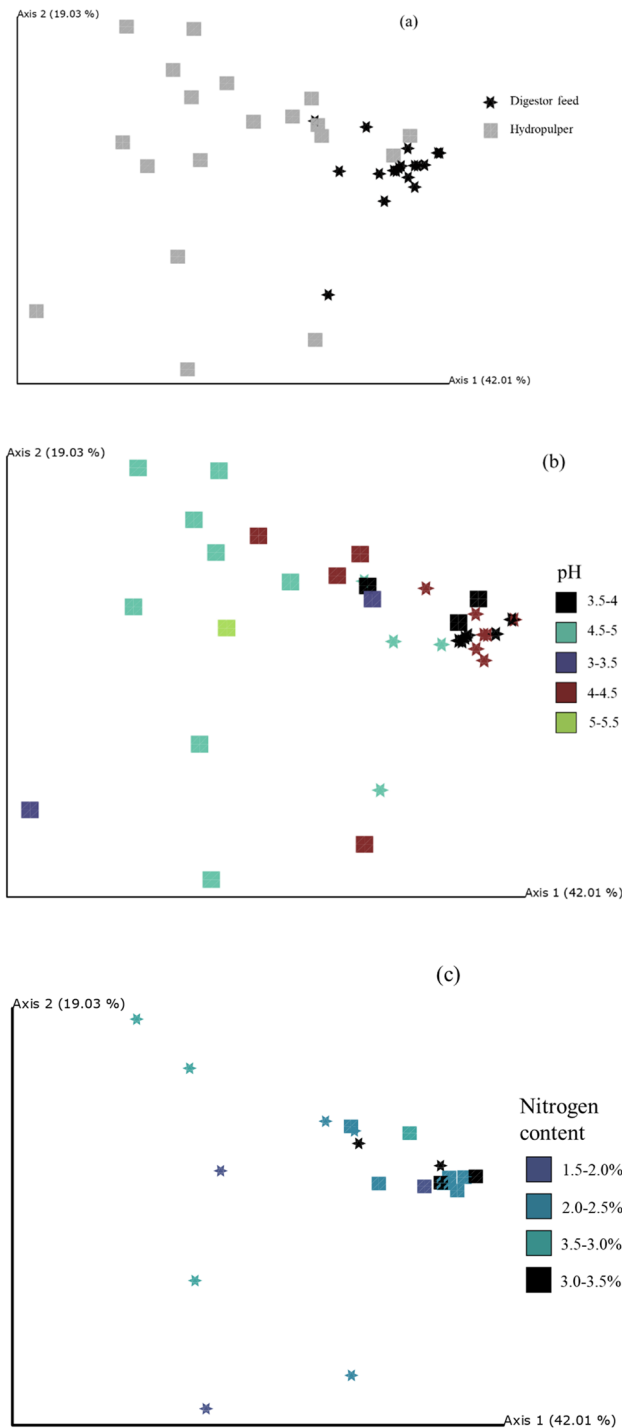 Axis 2 (19.03 %)
(a)
Digestor feed
Hydropulper
Axis 1 (42.01 %)
Axis 2 (19.03 %)
(b)
pH
3.5-4
4.5-5
3-3.5
4-4.5
5-5.5
Axis 1 (42.01 %)
(c)
Axis 2 (19.03 %)
Nitrogen
content
1.5-2.0%
2.0-2.5%
3.5-3.0%
3.0-3.5%
Axis 1 (42.01 %)